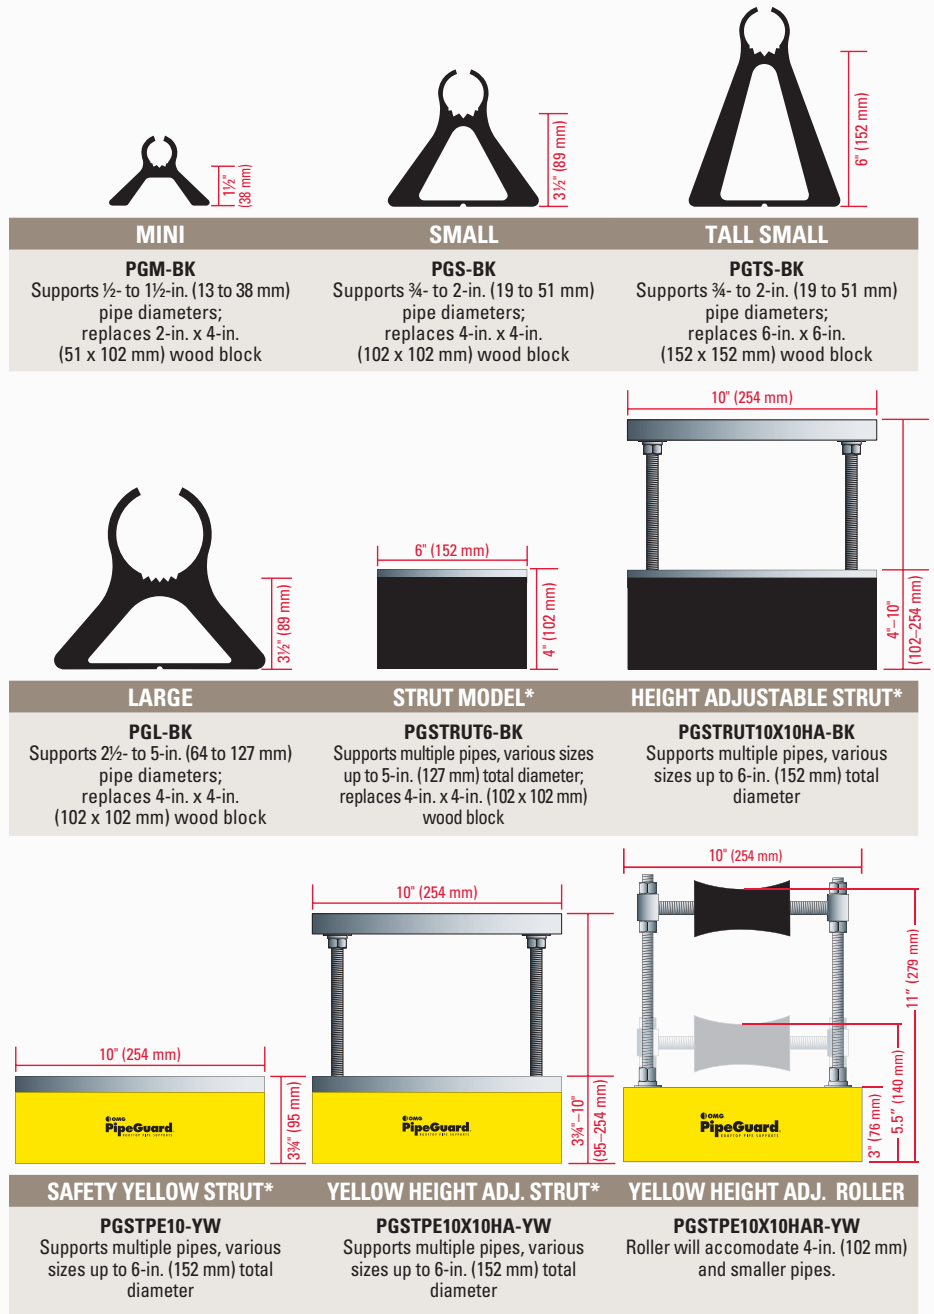 1½"
(38 mm)
3½" (89 mm)
6" (152 mm)
MINI
PGM-BK
Supports ½- to 1½-in. (13 to 38 mm)
pipe diameters;
replaces 2-in. x 4-in.
(51 x 102 mm) wood block
SMALL
PGS-BK
Supports ¾- to 2-in. (19 to 51 mm)
pipe diameters;
replaces 4-in. x 4-in.
(102 x 102 mm) wood block
TALL SMALL
PGTS-BK
Supports ¾- to 2-in. (19 to 51 mm)
pipe diameters;
replaces 6-in. x 6-in.
(152 x 152 mm) wood block
3½" (89 mm)
6" (152 mm)
4" (102 mm)
10" (254 mm)
4"–10"
(102–254 mm)
LARGE
PGL-BK
Supports 2½- to 5-in. (64 to 127 mm)
pipe diameters;
replaces 4-in. x 4-in.
(102 x 102 mm) wood block
STRUT MODEL*
PGSTRUT6-BK
Supports multiple pipes, various sizes
up to 5-in. (127 mm) total diameter;
replaces 4-in. x 4-in. (102 x 102 mm)
wood block
HEIGHT ADJUSTABLE STRUT*
PGSTRUT10X10HA-BK
Supports multiple pipes, various
sizes up to 6-in. (152 mm) total
diameter
10" (254 mm)
3¾" (95 mm)
OMG
PipeGuard
ROOFTOP PIPE SUPPORTS
10" (254 mm)
3¾"–10"
(95–254 mm)
OMG
PipeGuard
ROOFTOP PIPE SUPPORTS
10" (254 mm)
11" (279 mm)
5.5" (140 mm)
3" (76 mm)
OMG
PipeGuard
ROOFTOP PIPE SUPPORTS
SAFETY YELLOW STRUT*
PGSTPE10-YW
Supports multiple pipes, various
sizes up to 6-in. (152 mm) total
diameter
YELLOW HEIGHT ADJ. STRUT*
PGSTPE10X10HA-YW
Supports multiple pipes, various
sizes up to 6-in. (152 mm) total
diameter
YELLOW HEIGHT ADJ. ROLLER
PGSTPE10X10HAR-YW
Roller will accomodate 4-in. (102 mm)
and smaller pipes.